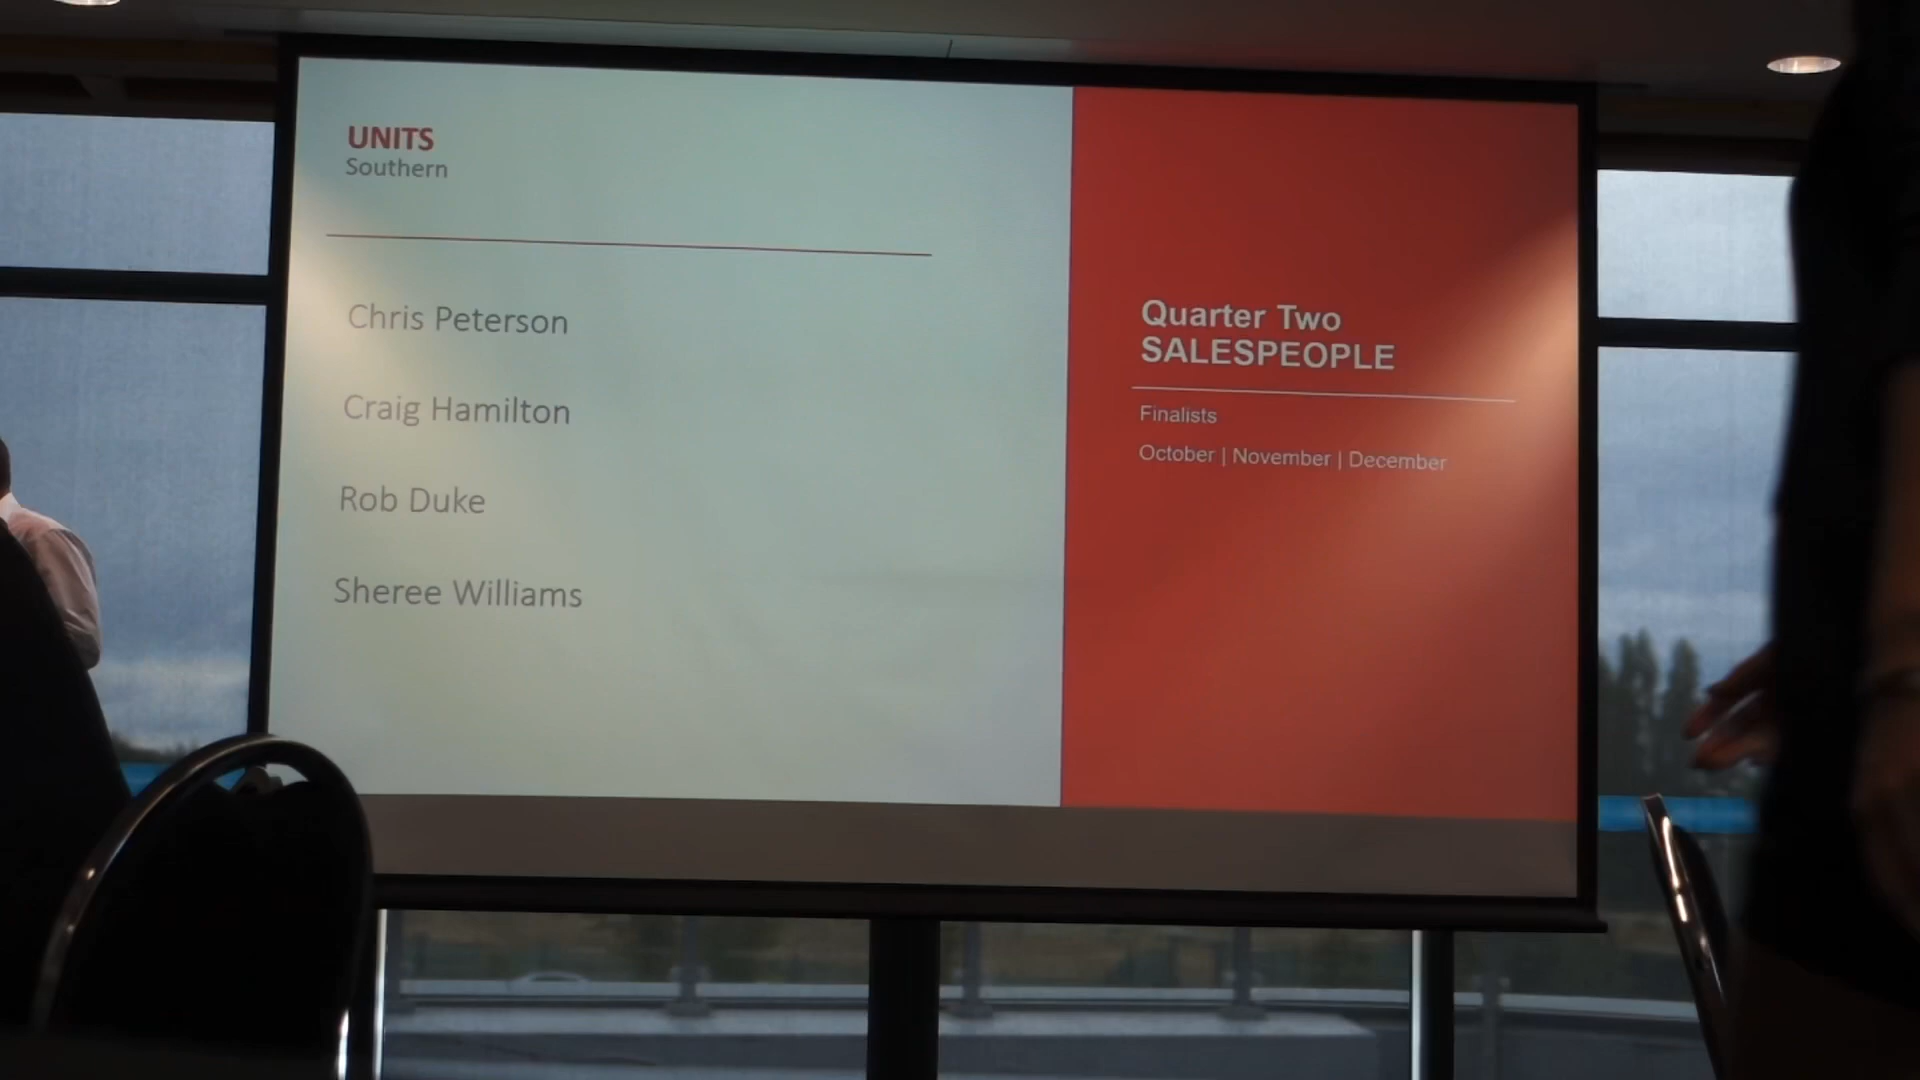 UNITS
Southern
Chris Peterson
Craig Hamilton
Rob Duke
Sheree Williams
Quarter Two
SALESPEOPLE
Finalists
October | November | December